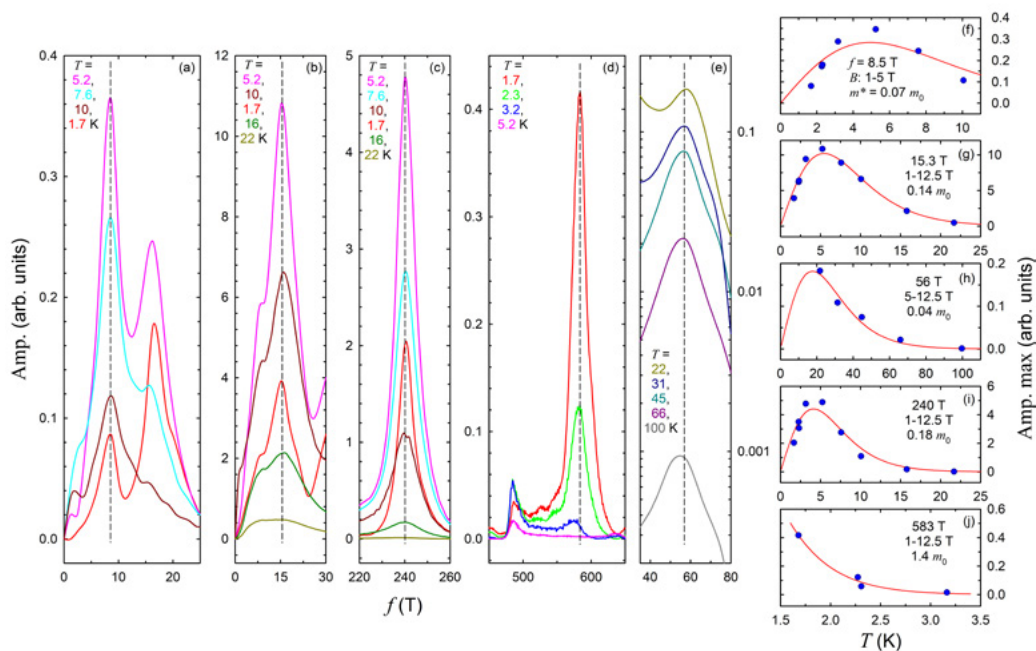 Amp. (arb. units)
0.4
0.3
0.2
0.1
0.0
(a)
T =
5.2,
7.6,
10,
1.7 K
0 10 20
12
10
8
6
4
2
0
(b)
T =
5.2,
10,
1.7,
16,
22 K
0 15 30
5
4
3
2
1
0
(c)
T =
5.2,
7.6,
10,
1.7,
16,
22 K
220 240 260
f (T)
0.4
0.3
0.2
0.1
0.0
(d)
T =
1.7,
2.3,
3.2,
5.2 K
500 600
(e)
0.1
0.01
0.001
T =
22,
31,
45,
66,
100 K
40 60 80
(f)
f = 8.5 T
B: 1-5 T
m* = 0.07 m0
0.4
0.3
0.2
0.1
0.0
0 2 4 6 8 10
(g)
15.3 T
1-12.5 T
0.14 m0
10
5
0
0 5 10 15 20 25
(h)
56 T
5-12.5 T
0.04 m0
0.2
0.1
0.0
0 20 40 60 80 100
(i)
240 T
1-12.5 T
0.18 m0
6
4
2
0
0 5 10 15 20 25
(j)
583 T
1-12.5 T
1.4 m0
0.6
0.4
0.2
0.0
1.5 2.0 2.5 3.0 3.5
T (K)
Amp. max (arb. units)